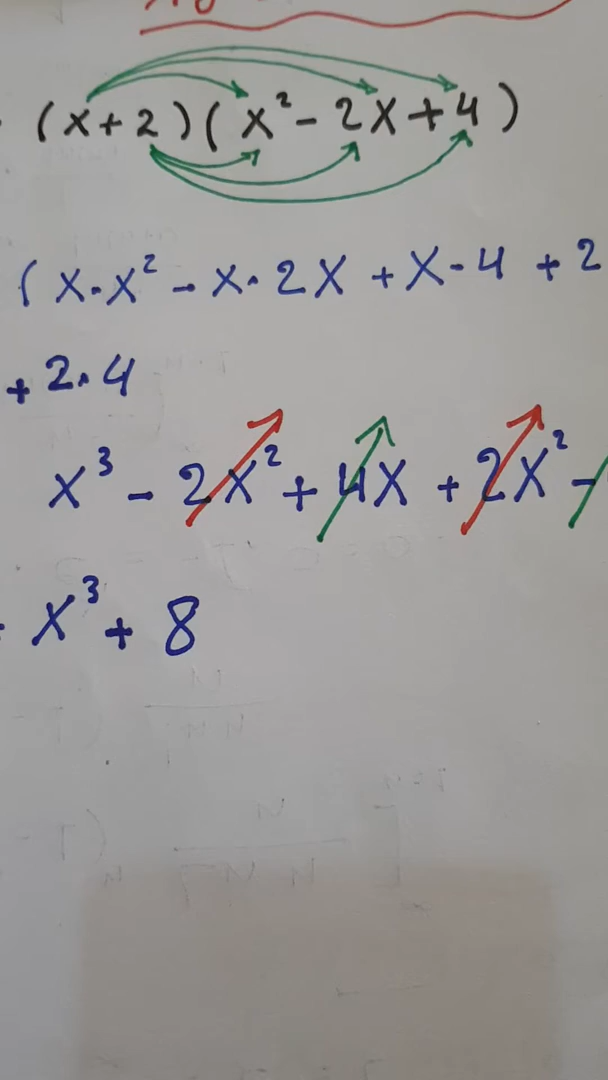 (x+2)(x²-2x+4)
(x·x²-x·2x+x·4+2
+2·4
x³-2x²+4x+2x²-
x³+8